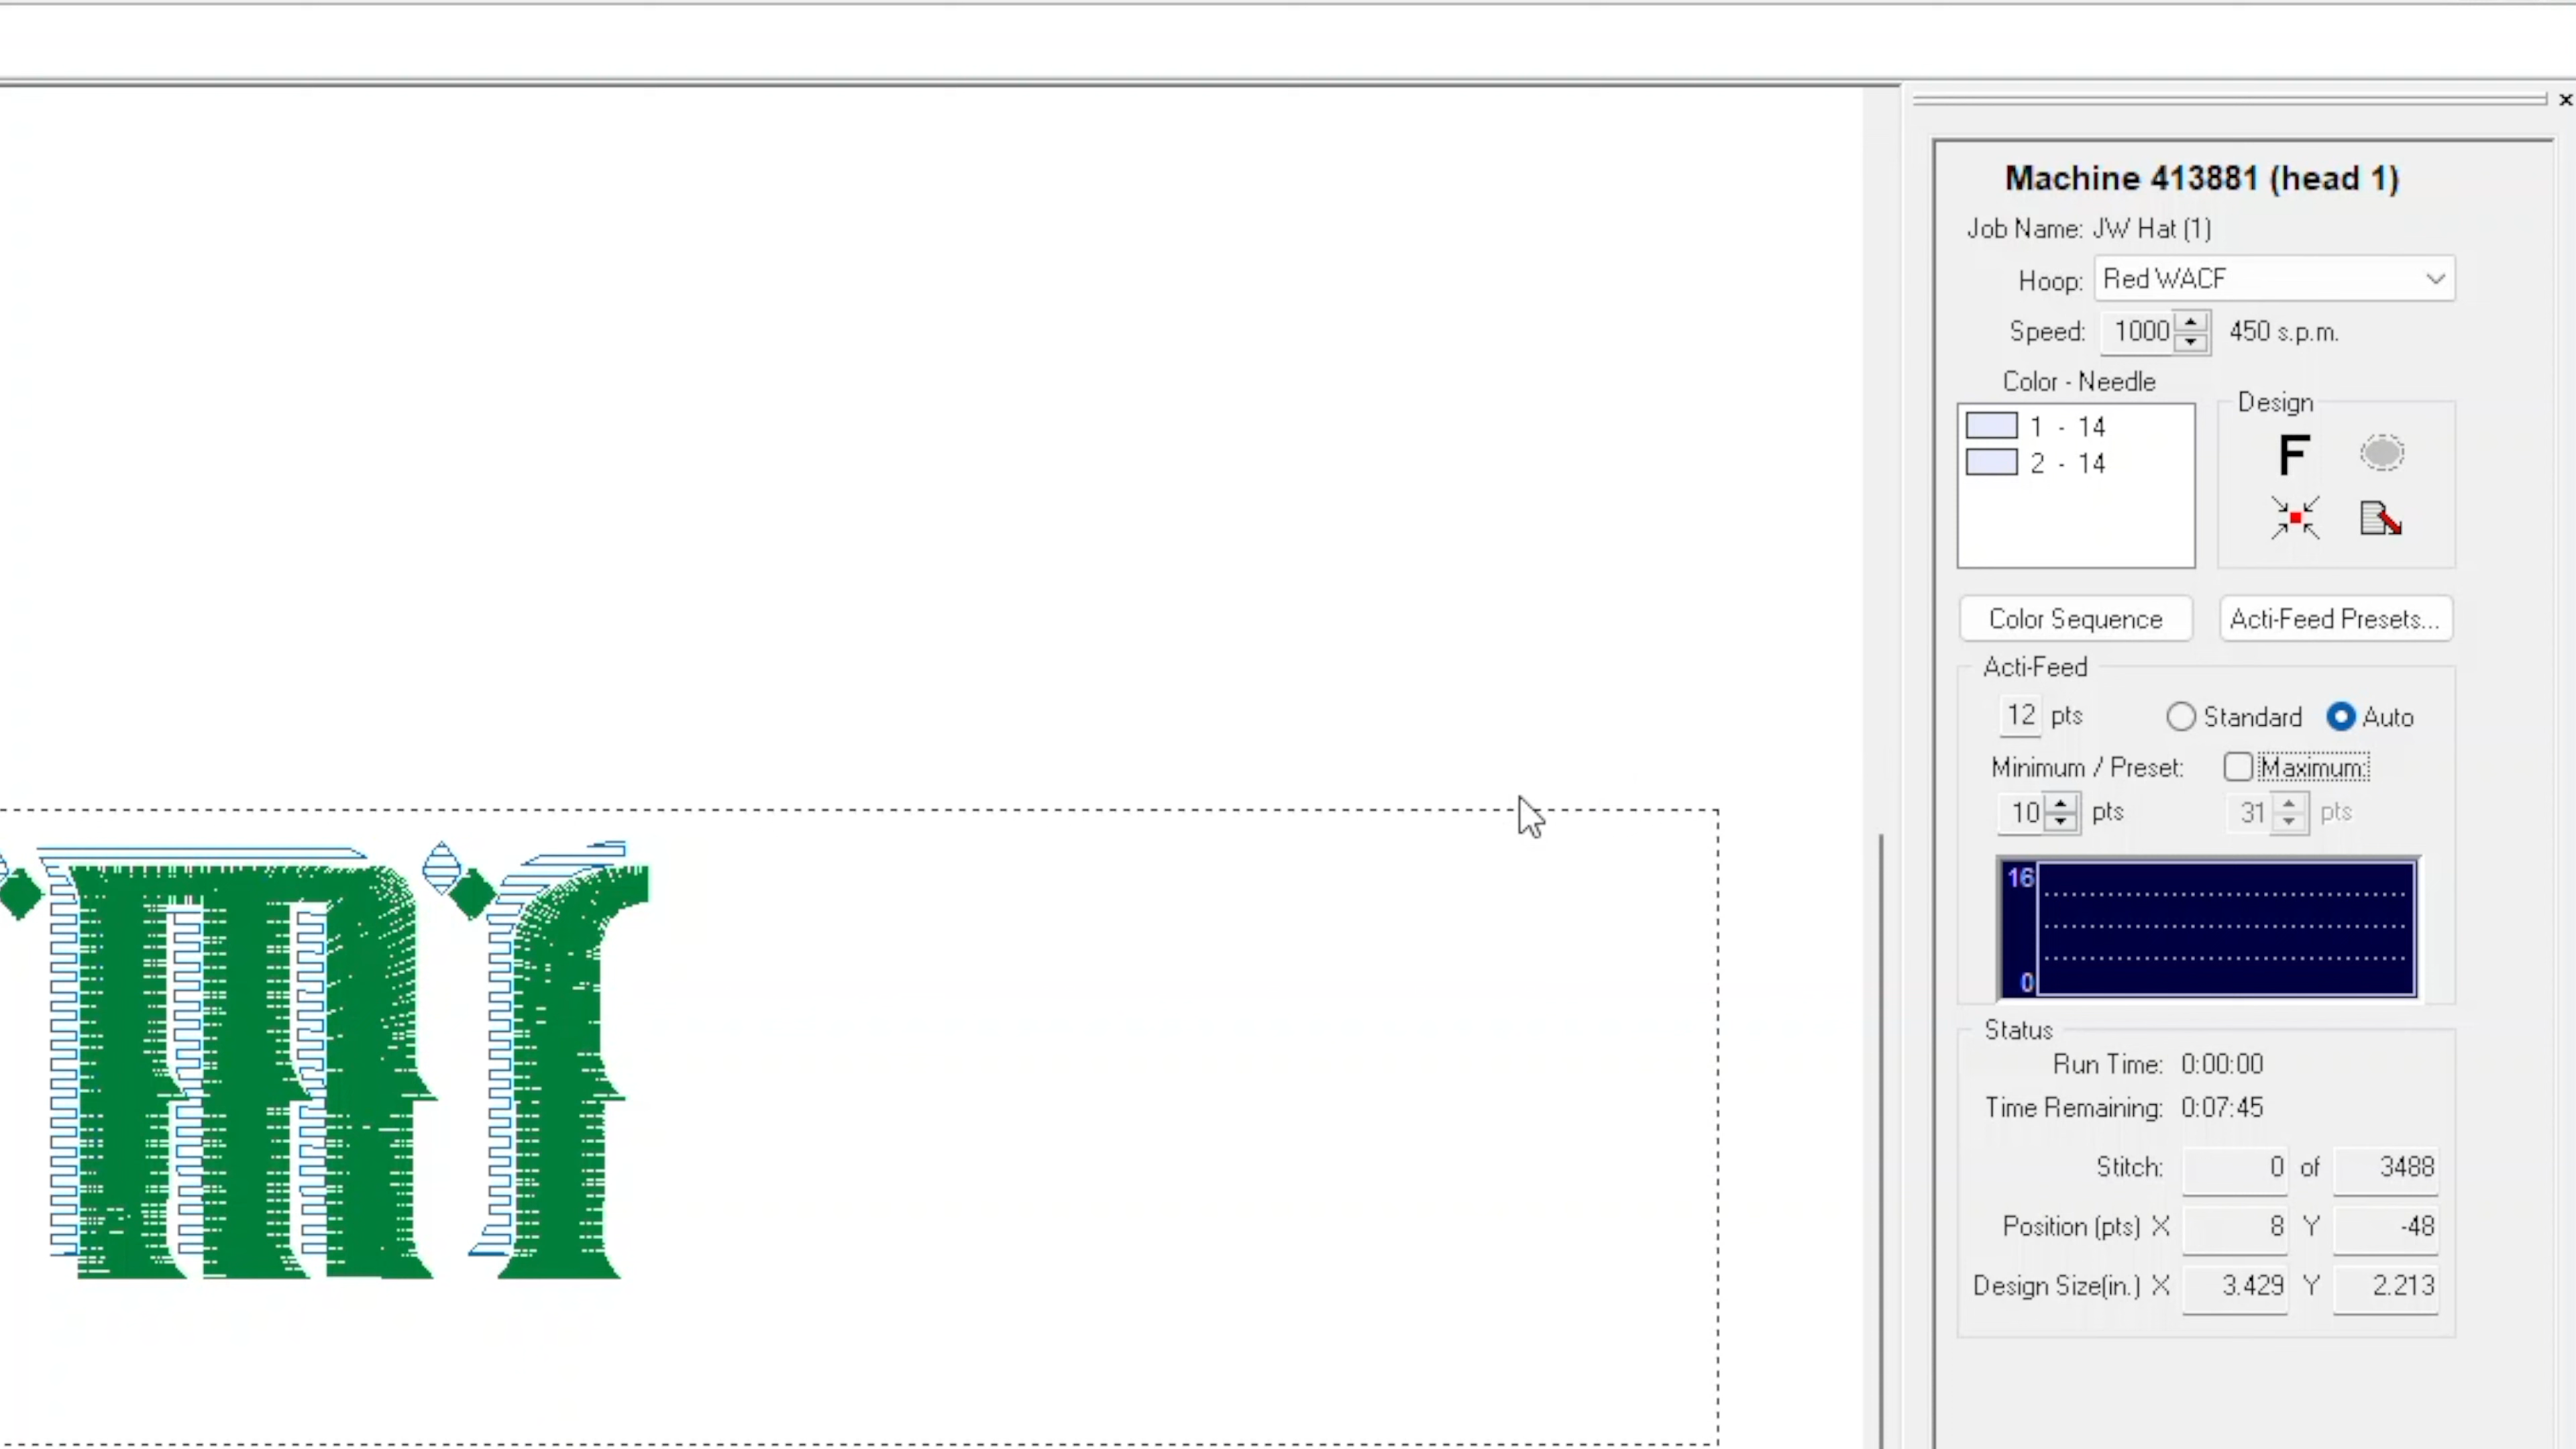 Machine 413881 (head 1)
Job Name: JW Hat (1)
Hoop: Red WACF
Speed: 1000 450 s.p.m.
Color - Needle
Design
1 - 14
2 - 14
F
Color Sequence
Acti-Feed Presets...
Acti-Feed
12 pts Standard Auto
Minimum / Preset: Maximum:
10 pts 31 pts
16
0
Status
Run Time: 0:00:00
Time Remaining: 0:07:45
Stitch: 0 of 3488
Position (pts) X 8 Y -48
Design Size(in.) X 3.429 Y 2.213